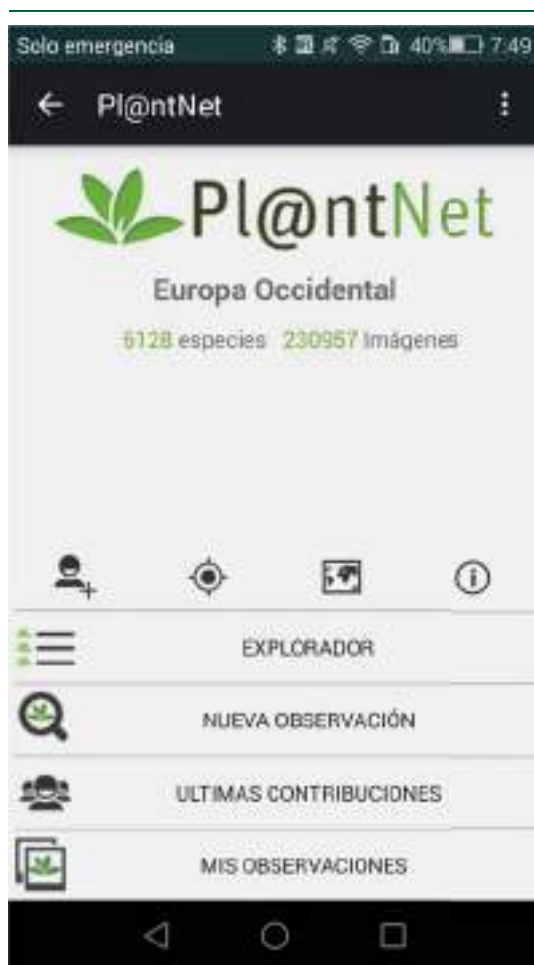 Solo emergencia 40% 7:49
Pl@ntNet
Pl@ntNet
Europa Occidental
6128 especies 230957 Imágenes
EXPLORADOR
NUEVA OBSERVACIÓN
ULTIMAS CONTRIBUCIONES
MIS OBSERVACIONES